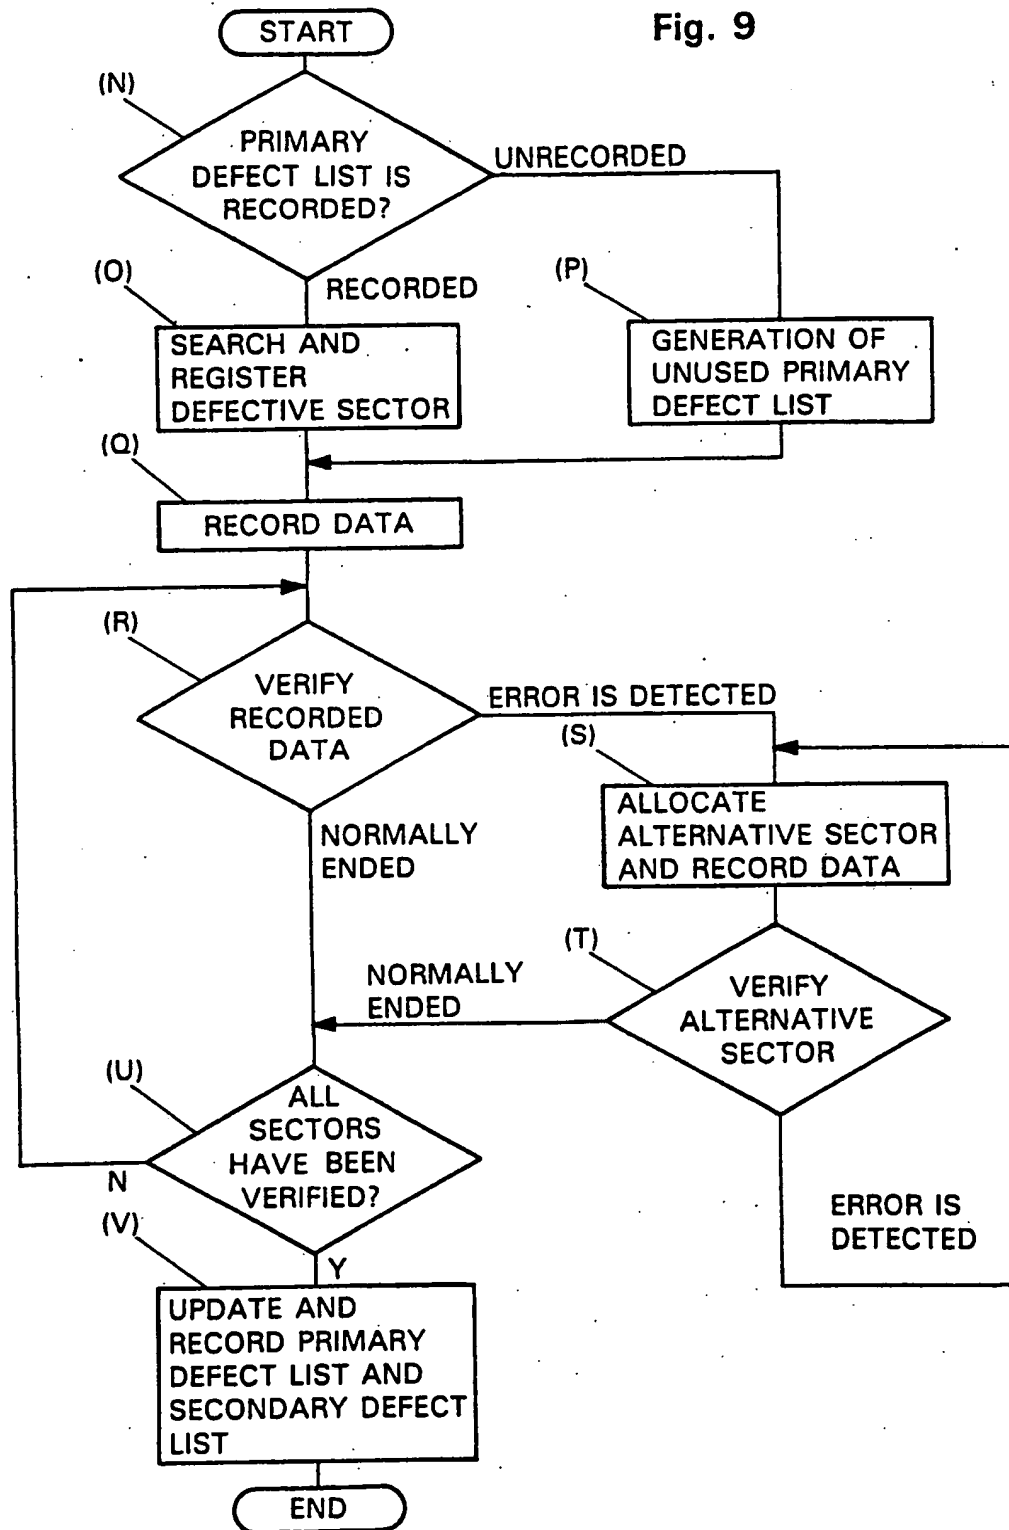 START
Fig. 9
(N)
PRIMARY
DEFECT LIST IS
RECORDED?
UNRECORDED
RECORDED
(O)
SEARCH AND
REGISTER
DEFECTIVE SECTOR
(P)
GENERATION OF
UNUSED PRIMARY
DEFECT LIST
(Q)
RECORD DATA
(R)
VERIFY
RECORDED
DATA
ERROR IS DETECTED
(S)
ALLOCATE
ALTERNATIVE SECTOR
AND RECORD DATA
NORMALLY
ENDED
(T)
VERIFY
ALTERNATIVE
SECTOR
NORMALLY
ENDED
(U)
ALL
SECTORS
HAVE BEEN
VERIFIED?
N
ERROR IS
DETECTED
Y
(V)
UPDATE AND
RECORD PRIMARY
DEFECT LIST AND
SECONDARY DEFECT
LIST
END